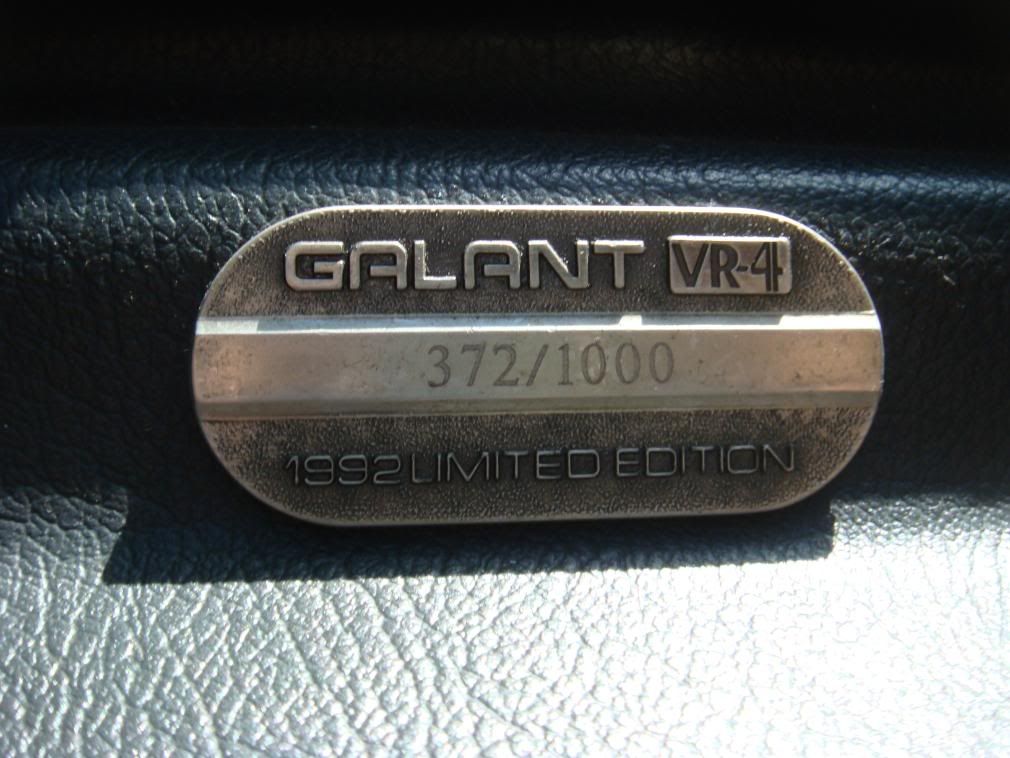 GALANT VR-4
372/1000
1992 LIMITED EDITION